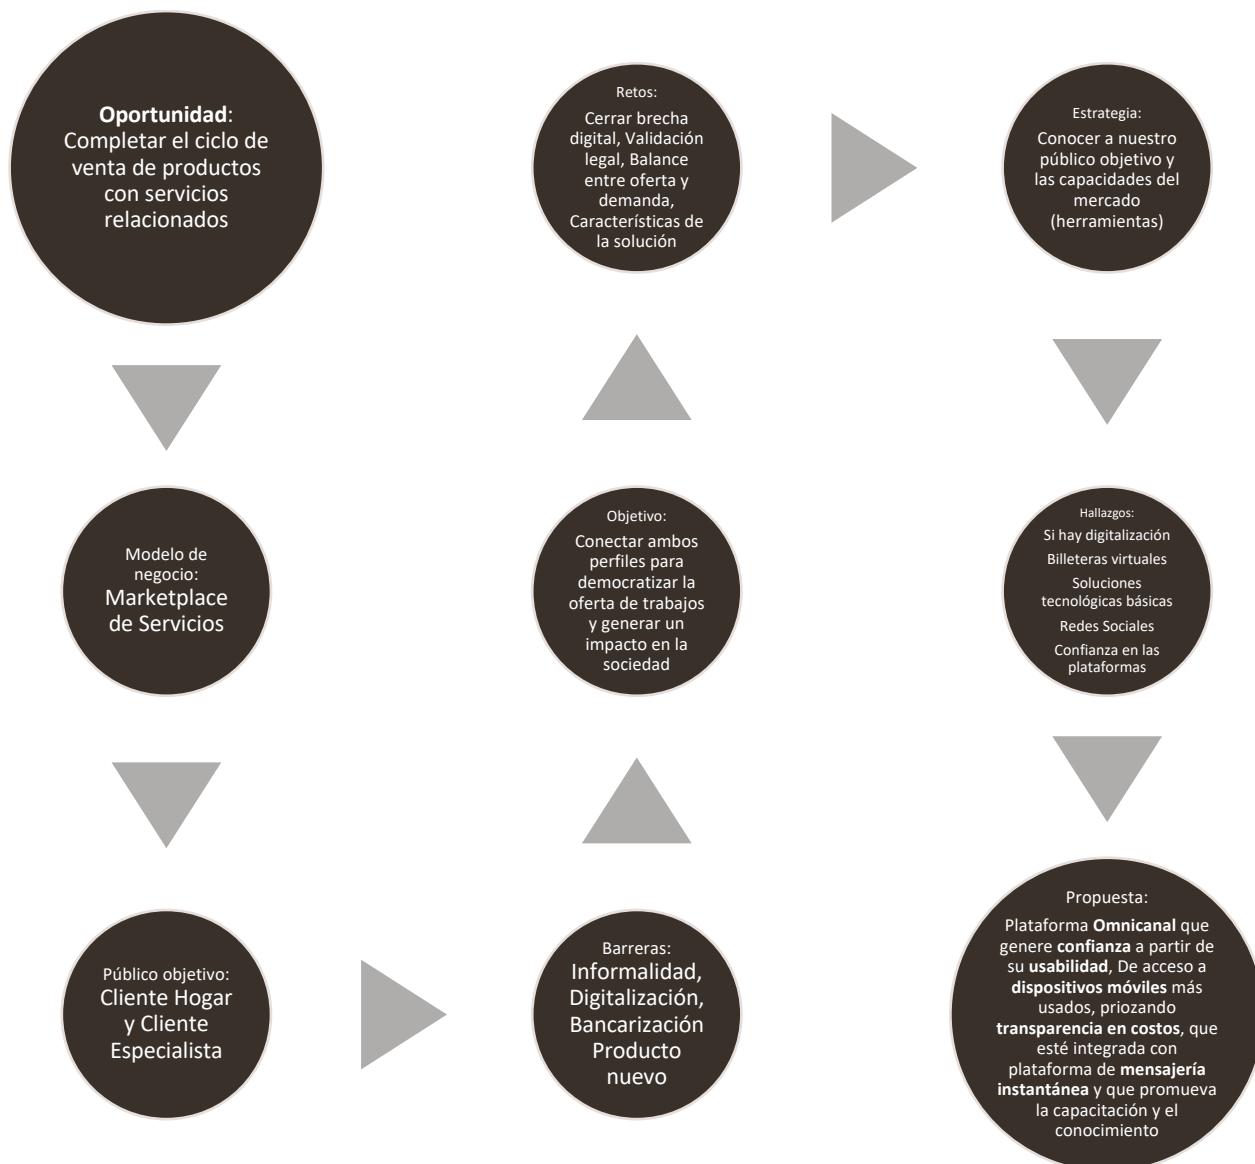 Oportunidad:
Completar el ciclo de
venta de productos
con servicios
relacionados
Modelo de
negocio:
Marketplace
de Servicios
Público objetivo:
Cliente Hogar
y Cliente
Especialista
Barreras:
Informalidad,
Digitalización,
Bancarización
Producto
nuevo
Objetivo:
Conectar ambos
perfiles para
democratizar la
oferta de trabajos
y generar un
impacto en la
sociedad
Retos:
Cerrar brecha
digital, Validación
legal, Balance
entre oferta y
demanda,
Características de
la solución
Estrategia:
Conocer a nuestro
público objetivo y
las capacidades del
mercado
(herramientas)
Hallazgos:
Si hay digitalización
Billeteras virtuales
Soluciones
tecnológicas básicas
Redes Sociales
Confianza en las
plataformas
Propuesta:
Plataforma Omnicanal que
genere confianza a partir de
su usabilidad, De acceso a
dispositivos móviles más
usados, priozando
transparencia en costos, que
esté integrada con
plataforma de mensajería
instantánea y que promueva
la capacitación y el
conocimiento